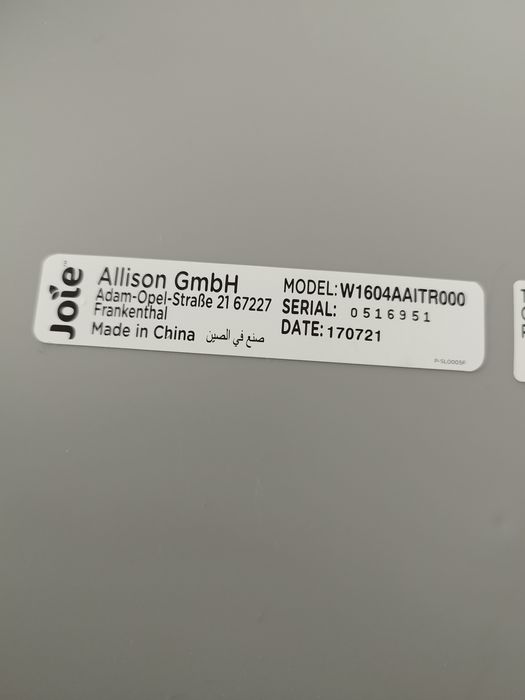 Joie
Allison GmbH
Adam-Opel-Straße 21 67227
Frankenthal
Made in China صنع في الصين
MODEL: W1604AAITR000
SERIAL: 0516951
DATE: 170721
P-SL0005F